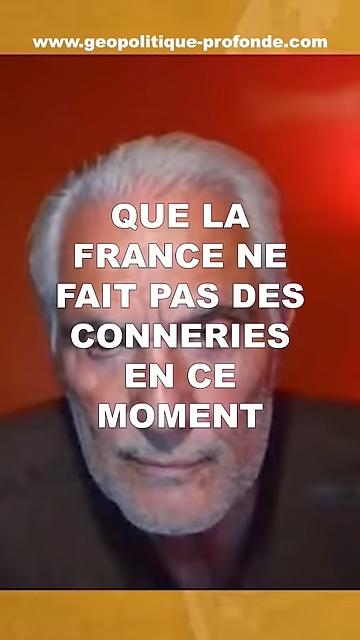 www.geopolitique-profonde.com
QUE LA
FRANCE NE
FAIT PAS DES
CONNERIES
EN CE
MOMENT